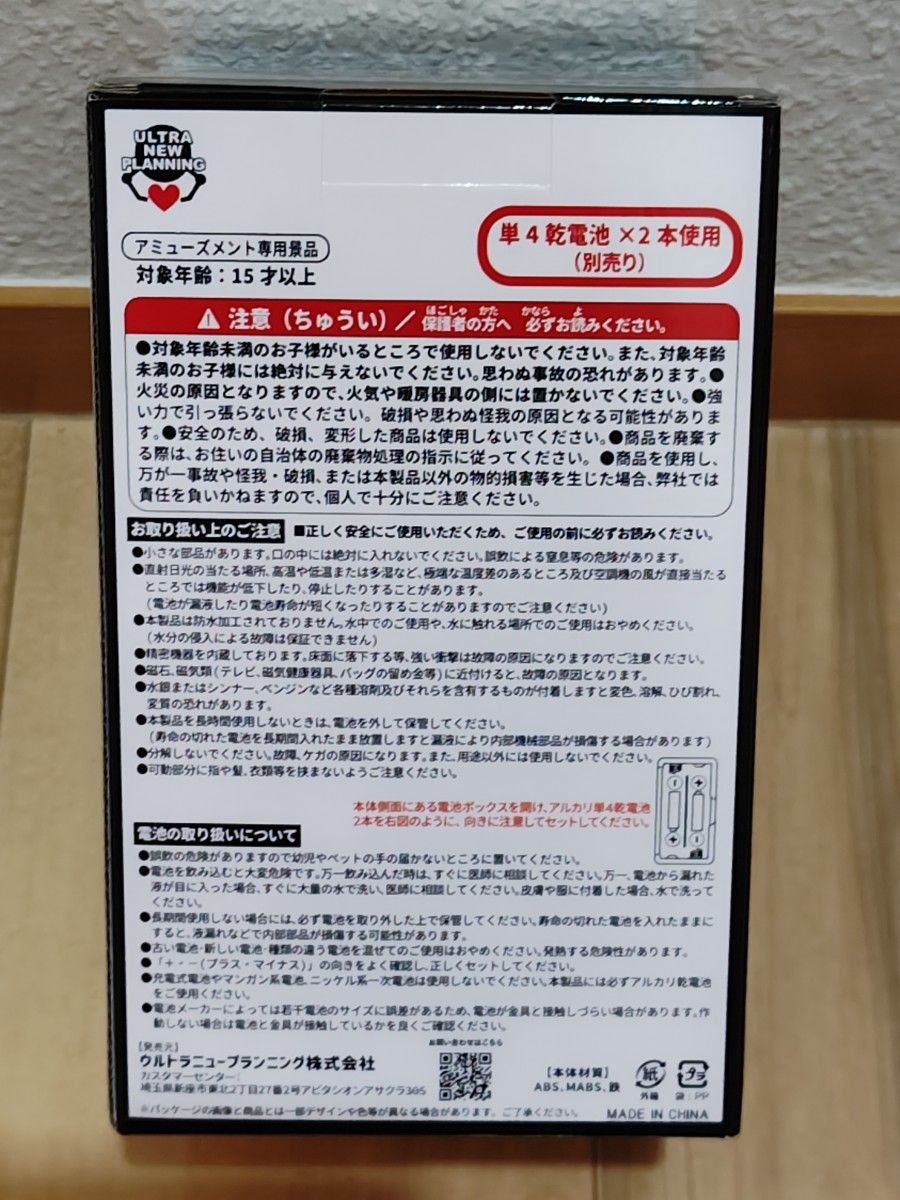 ULTRA
NEW
PLANNING
アミューズメント専用景品
対象年齢：15才以上
単4乾電池×2本使用
（別売り）
注意（ちゅうい）／保護者の方へ 必ずお読みください。
ほごしゃ かた かなら よ
●対象年齢未満のお子様がいるところで使用しないでください。また、対象年齢
未満のお子様には絶対に与えないでください。思わぬ事故の恐れがあります。●
火災の原因となりますので、火気や暖房器具の側には置かないでください。●強
い力で引っ張らないでください。破損や思わぬ怪我の原因となる可能性がありま
す。●安全のため、破損、変形した商品は使用しないでください。●商品を廃棄す
る際は、お住いの自治体の廃棄物処理の指示に従ってください。●商品を使用し、
万が一事故や怪我・破損、または本製品以外の物的損害等を生じた場合、弊社では
責任を負いかねますので、個人で十分にご注意ください。
お取り扱い上のご注意 ■正しく安全にご使用いただくため、ご使用の前に必ずお読みください。
●小さな部品があります。口の中には絶対に入れないでください。誤飲による窒息等の危険があります。
●直射日光の当たる場所、高温や低温または多湿など、極端な温度差のあるところ及び空調機の風が直接当たる
ところでは機能が低下したり、停止したりすることがあります。
（電池が漏液したり電池寿命が短くなったりすることがありますのでご注意ください）
●本製品は防水加工されておりません。水中でのご使用や、水に触れる場所でのご使用はおやめください。
（水分の侵入による故障は保証できません）
●精密機器を内蔵しております。床面に落下する等、強い衝撃は故障の原因になりますのでご注意ください。
●磁石、磁気類（テレビ、磁気健康器具、バッグの留め金等）に近付けると、故障の原因となります。
●水銀またはシンナー、ベンジンなど各種溶剤及びそれらを含有するものが付着しますと変色、溶解、ひび割れ、
変質の恐れがあります。
●本製品を長時間使用しないときは、電池を外して保管してください。
（寿命の切れた電池を長期間入れたまま放置しますと漏液により内部機械部品が損傷する場合があります）
●分解しないでください。故障、ケガの原因になります。また、用途以外には使用しないでください。
●可動部分に指や髪、衣類等を挟まないようご注意ください。
本体側面にある電池ボックスを開け、アルカリ単4乾電池
2本を右図のように、向きに注意してセットしてください。
電池の取り扱いについて
●誤飲の危険がありますので幼児やペットの手の届かないところに置いてください。
●電池を飲み込むと大変危険です。万一飲み込んだ時は、すぐに医師に相談してください。万一、電池から漏れた
液が目に入った場合、すぐに大量の水で洗い、医師に相談してください。皮膚や服に付着した場合、水で洗って
ください。
●長期間使用しない場合には、必ず電池を取り外した上で保管してください。寿命の切れた電池を入れたままに
すると、液漏れなどで内部部品が損傷する可能性があります。
●古い電池・新しい電池・種類の違う電池を混ぜてのご使用はおやめください。発熱する危険性があります。
●「＋・－（プラス・マイナス）」の向きをよく確認し、正しくセットしてください。
●充電式電池やマンガン系電池、ニッケル系一次電池は使用しないでください。本製品には必ずアルカリ乾電池
をご使用ください。
●電池メーカーによっては若干電池のサイズに誤差があるため、電池が金具と接触しづらい場合があります。作
動しない場合は電池と金具が接触しているかを良くご確認ください。
【発売元】
ウルトラニュープランニング株式会社
カスタマーセンター：
埼玉県新座市東北2丁目27番2号アビタシオンアサクラ305
お問い合わせはこちら
【本体材質】
ABS、MABS、鉄
紙
外箱
プラ
袋：PP
※パッケージの画像と商品とは一部デザインや色等が異なる場合があります。ご了承ください。
MADE IN CHINA